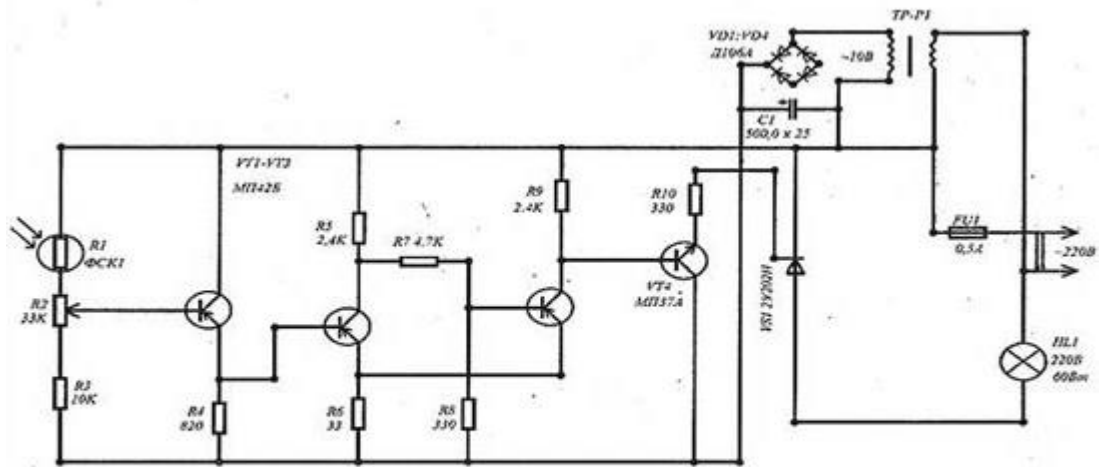 ТР-Р1
VD1;VD4
Д106А
~10В
С1
500,0 x 25
VT1-VT3
МП42Б
R9
2.4К
R10
330
R5
2,4К
R7 4,7К
FU1
0,5А
~220В
R1
ФСК1
VT4
МП37А
R2
33К
VS1 2У202Н
HL1
220В
60Вт
R3
10К
R4
820
R6
33
R8
330